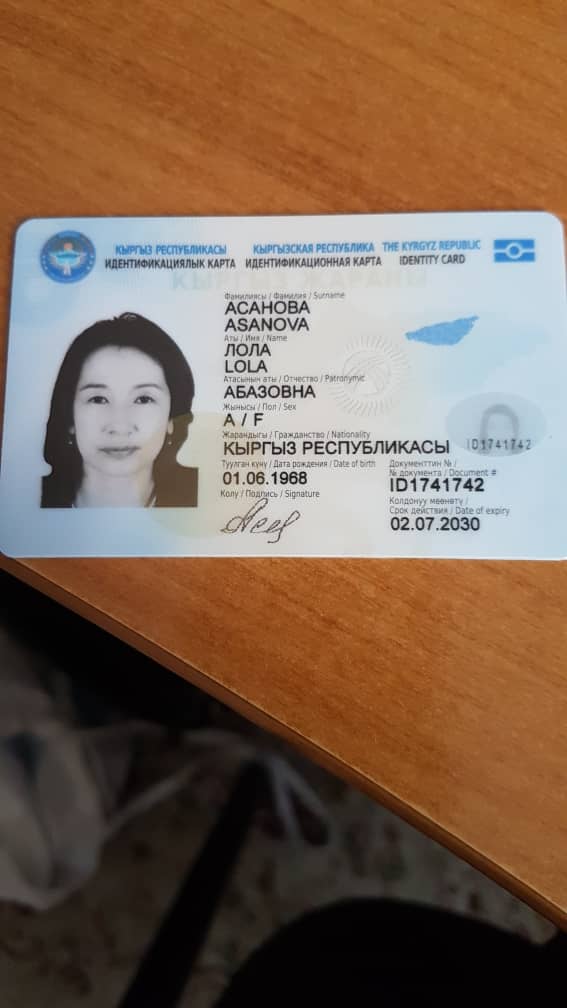 КЫРГЫЗ РЕСПУБЛИКАСЫ КЫРГЫЗСКАЯ РЕСПУБЛИКА THE KYRGYZ REPUBLIC
ИДЕНТИФИКАЦИЯЛЫК КАРТА ИДЕНТИФИКАЦИОННАЯ КАРТА IDENTITY CARD
Фамилиясы / Фамилия / Surname
АСАНОВА
ASANOVA
Аты / Имя / Name
ЛОЛА
LOLA
Атасынын аты / Отчество / Patronymic
АБАЗОВНА
Жынысы / Пол / Sex
А / F
Жарандыгы / Гражданство / Nationality
КЫРГЫЗ РЕСПУБЛИКАСЫ
ID1741742
Туулган күнү / Дата рождения / Date of birth
01.06.1968
Документтин № /
№ документа / Document #
ID1741742
Колу / Подпись / Signature
Колдонуу мөөнөтү /
Срок действия / Date of expiry
02.07.2030